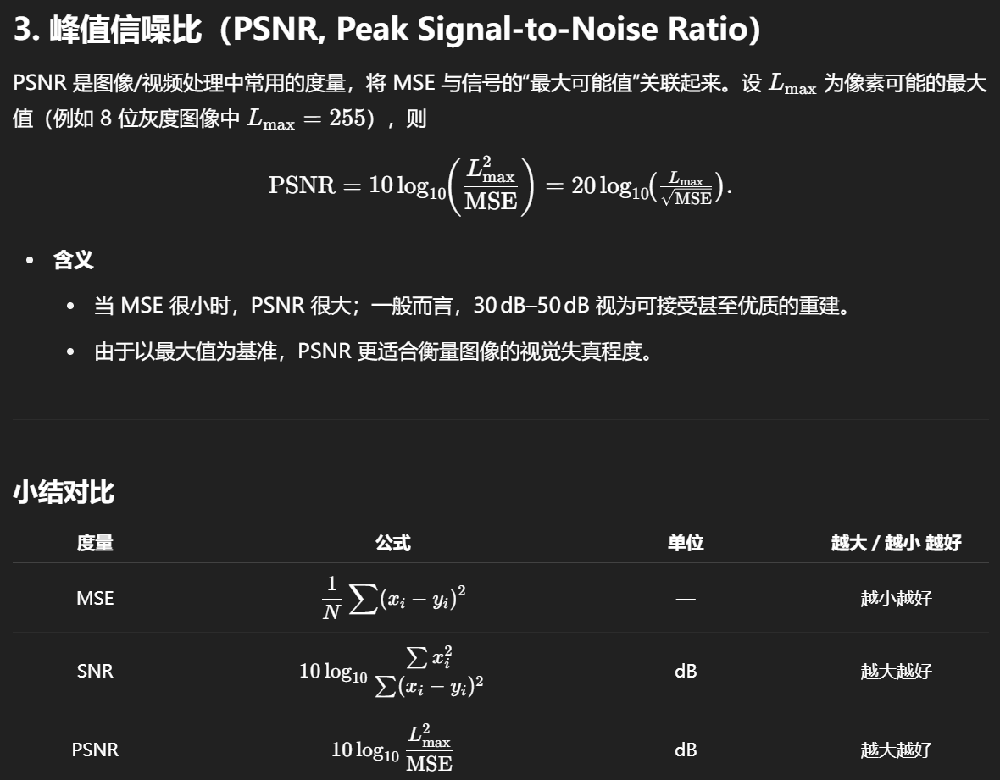 3. 峰值信噪比（PSNR, Peak Signal-to-Noise Ratio）
PSNR 是图像/视频处理中常用的度量，将 MSE 与信号的“最大可能值”关联起来。设 $L_{\max}$ 为像素可能的最大
值（例如 8 位灰度图像中 $L_{\max} = 255$），则
$\mathrm{PSNR} = 10 \log_{10}\left(\frac{L_{\max}^2}{\mathrm{MSE}}\right) = 20 \log_{10}\left(\frac{L_{\max}}{\sqrt{\mathrm{MSE}}}\right).$
• 含义
• 当 MSE 很小时，PSNR 很大；一般而言，30 dB–50 dB 视为可接受甚至优质的重建。
• 由于以最大值为基准，PSNR 更适合衡量图像的视觉失真程度。
小结对比
度量 公式 单位 越大 / 越小 越好
MSE $\frac{1}{N} \sum (x_i - y_i)^2$ — 越小越好
SNR $10 \log_{10} \frac{\sum x_i^2}{\sum (x_i - y_i)^2}$ dB 越大越好
PSNR $10 \log_{10} \frac{L_{\max}^2}{\mathrm{MSE}}$ dB 越大越好